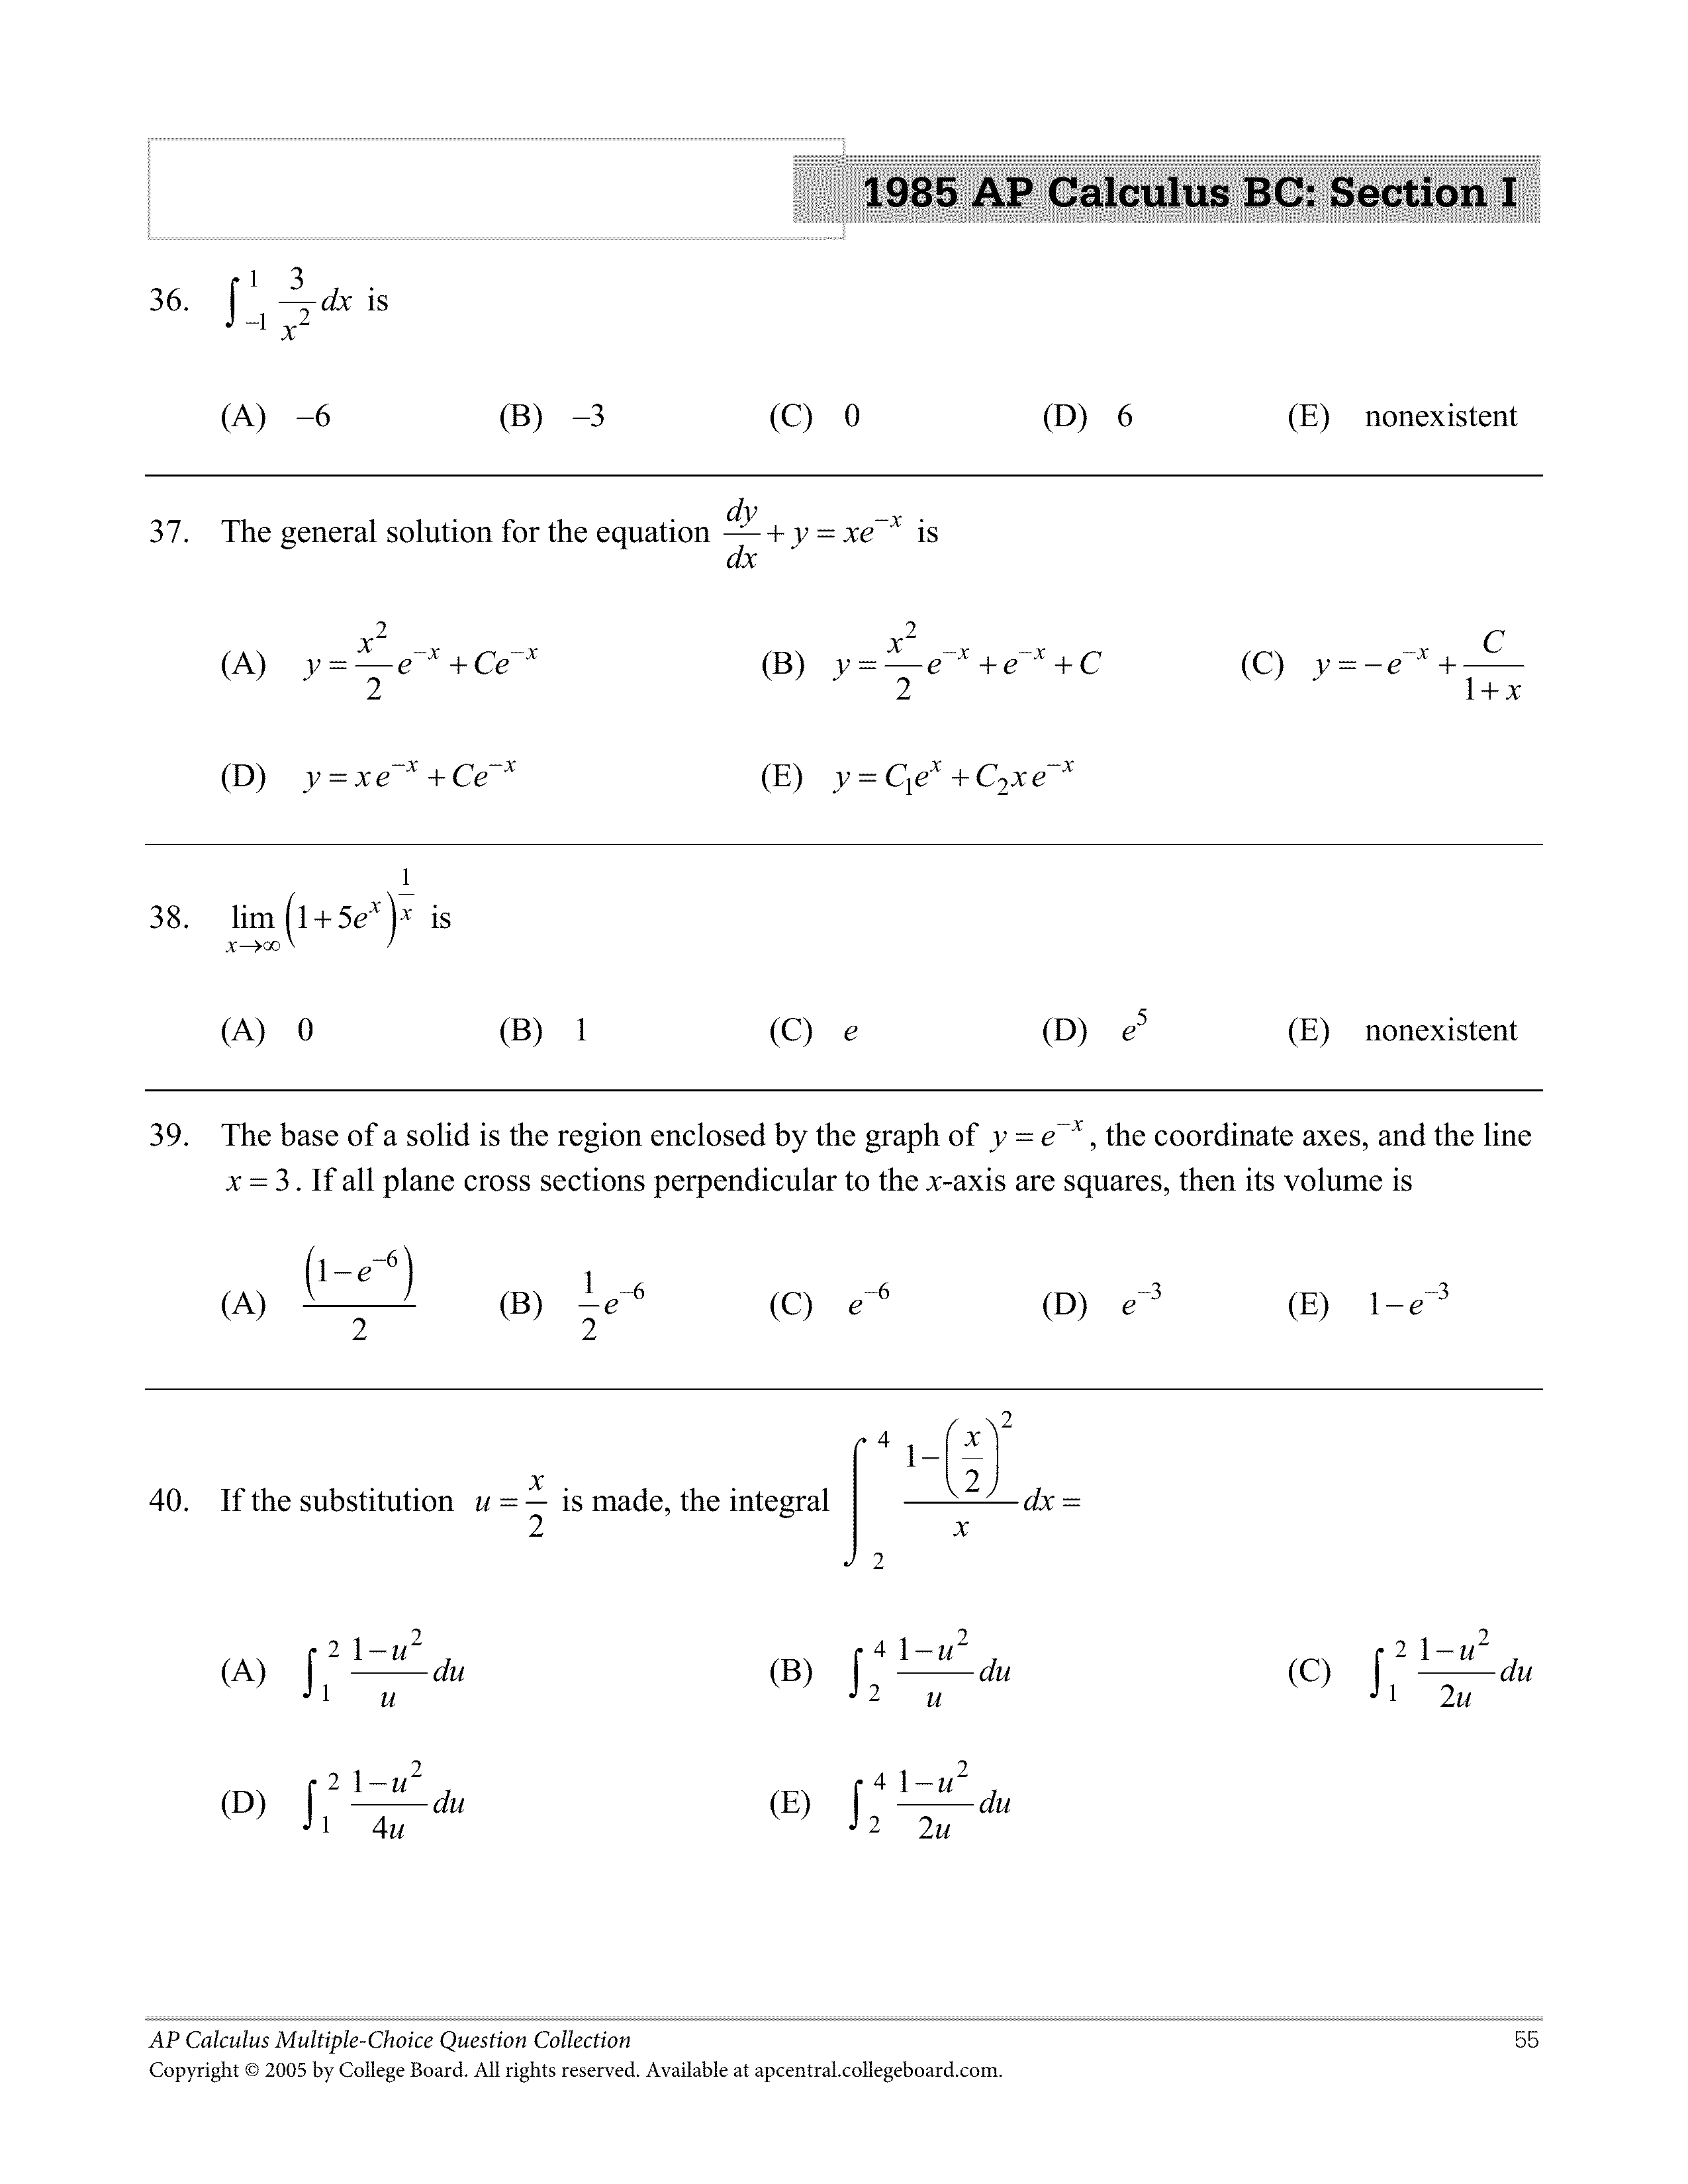 1985 AP Calculus BC: Section I
36. $\int_{-1}^{1} \frac{3}{x^2} dx$ is
(A) –6 (B) –3 (C) 0 (D) 6 (E) nonexistent
37. The general solution for the equation $\frac{dy}{dx} + y = xe^{-x}$ is
(A) $y = \frac{x^2}{2} e^{-x} + Ce^{-x}$ (B) $y = \frac{x^2}{2} e^{-x} + e^{-x} + C$ (C) $y = -e^{-x} + \frac{C}{1+x}$
(D) $y = xe^{-x} + Ce^{-x}$ (E) $y = C_1 e^x + C_2 xe^{-x}$
38. $\lim_{x \to \infty} \left(1 + 5e^x\right)^{\frac{1}{x}}$ is
(A) 0 (B) 1 (C) $e$ (D) $e^5$ (E) nonexistent
39. The base of a solid is the region enclosed by the graph of $y = e^{-x}$, the coordinate axes, and the line
$x = 3$. If all plane cross sections perpendicular to the x-axis are squares, then its volume is
(A) $\frac{\left(1 - e^{-6}\right)}{2}$ (B) $\frac{1}{2} e^{-6}$ (C) $e^{-6}$ (D) $e^{-3}$ (E) $1 - e^{-3}$
40. If the substitution $u = \frac{x}{2}$ is made, the integral $\int_{2}^{4} \frac{1 - \left(\frac{x}{2}\right)^2}{x} dx =$
(A) $\int_{1}^{2} \frac{1 - u^2}{u} du$ (B) $\int_{2}^{4} \frac{1 - u^2}{u} du$ (C) $\int_{1}^{2} \frac{1 - u^2}{2u} du$
(D) $\int_{1}^{2} \frac{1 - u^2}{4u} du$ (E) $\int_{2}^{4} \frac{1 - u^2}{2u} du$
AP Calculus Multiple-Choice Question Collection 55
Copyright © 2005 by College Board. All rights reserved. Available at apcentral.collegeboard.com.